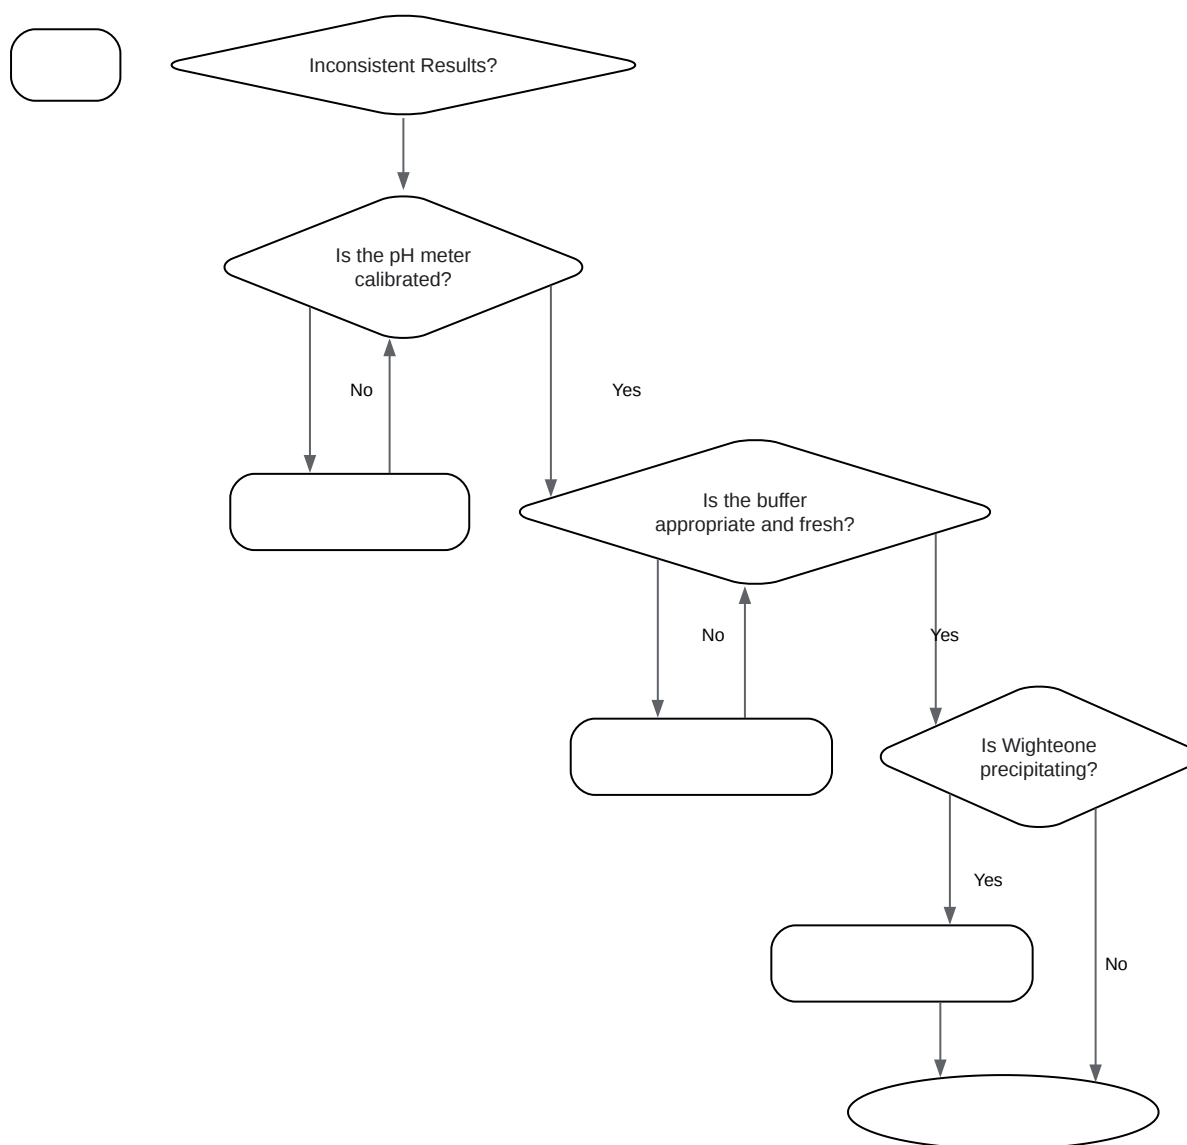 Inconsistent Results?
Is the pH meter
calibrated?
No
Yes
Is the buffer
appropriate and fresh?
No
Yes
Is Wighteone
precipitating?
Yes
No